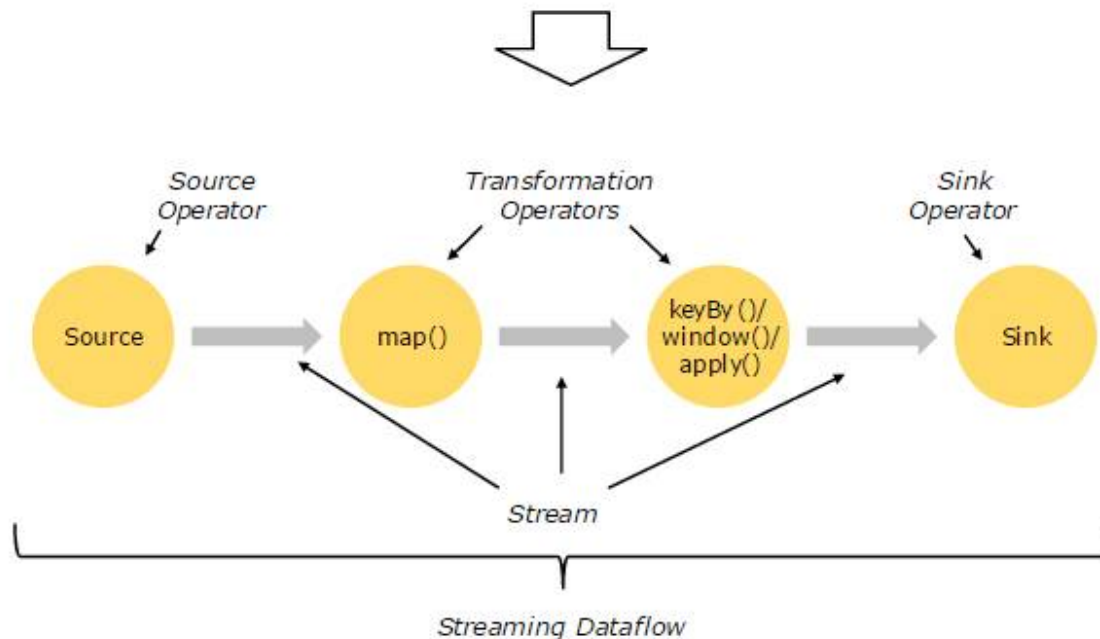 Source
Operator
Transformation
Operators
Sink
Operator
Source
map()
keyBy()/
window()/
apply()
Sink
Stream
Streaming Dataflow